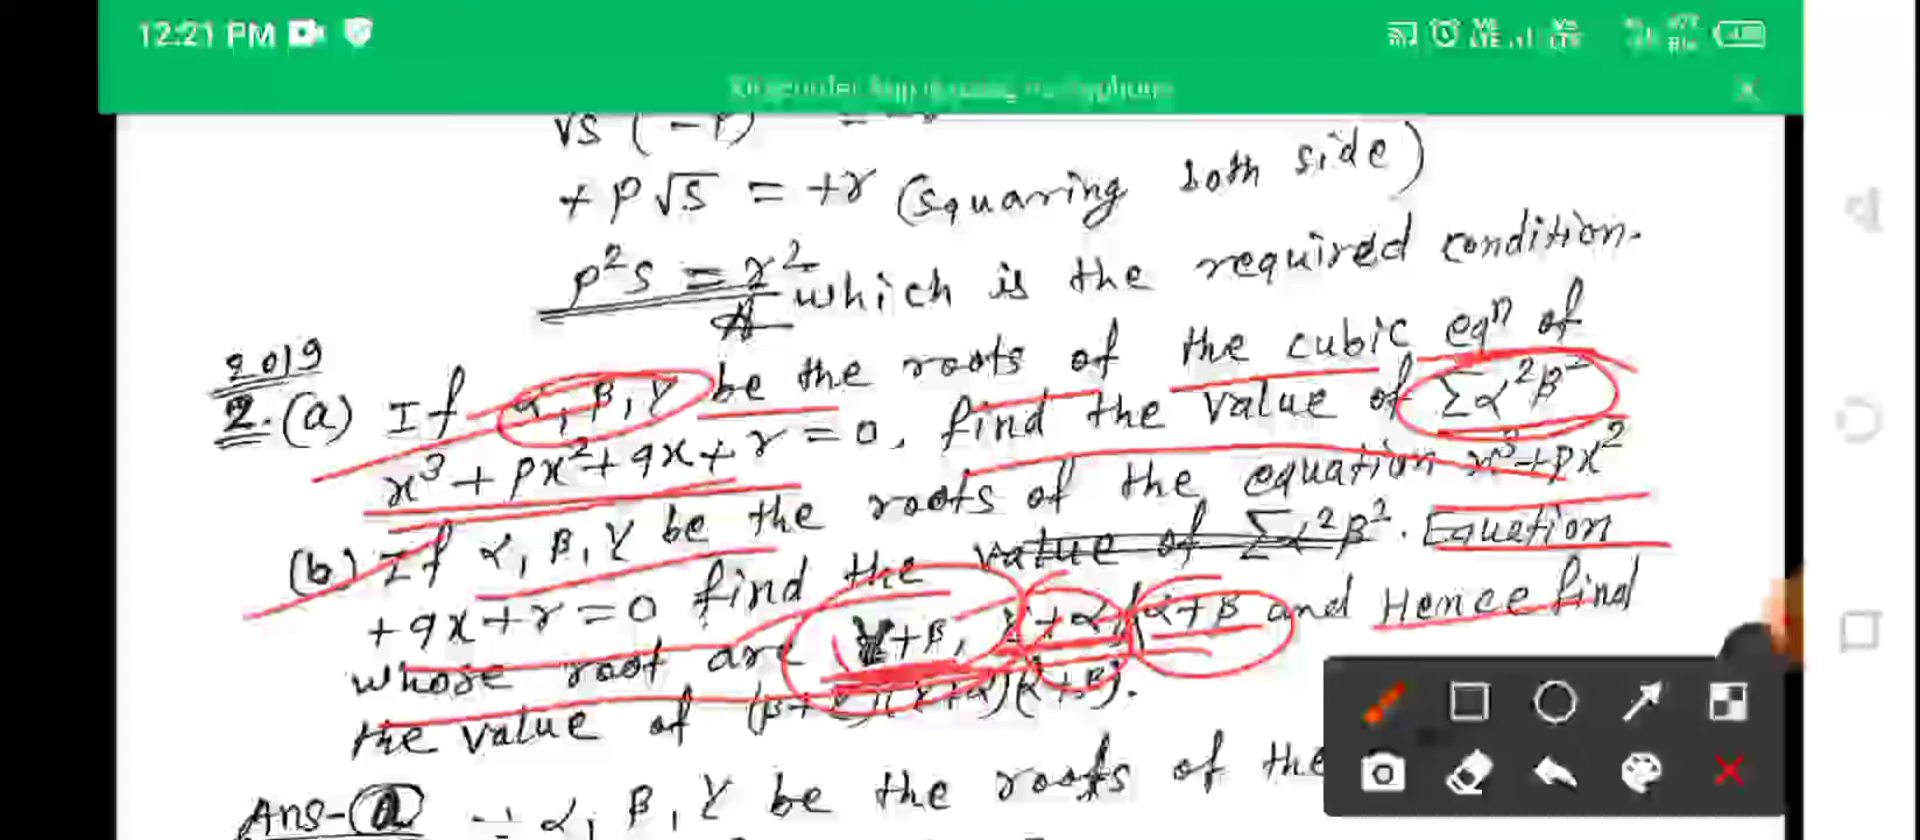 12:21 PM
√s (-p) =
+ p√s = +r (squaring both side)
p²s = r² which is the required condition.
2019
2.(a) If α, β, γ be the roots of the cubic eqn of
x³ + px² + qx + r = 0, find the value of Σα²β²
(b) If α, β, γ be the roots of the equation x³+px²
+qx+r=0 find the value of Σα²β². Equation
whose root are γ+β, γ+α, α+β and Hence find
the value of (β+γ)(γ+α)(α+β).
Ans-(a) ∵ α, β, γ be the roots of the